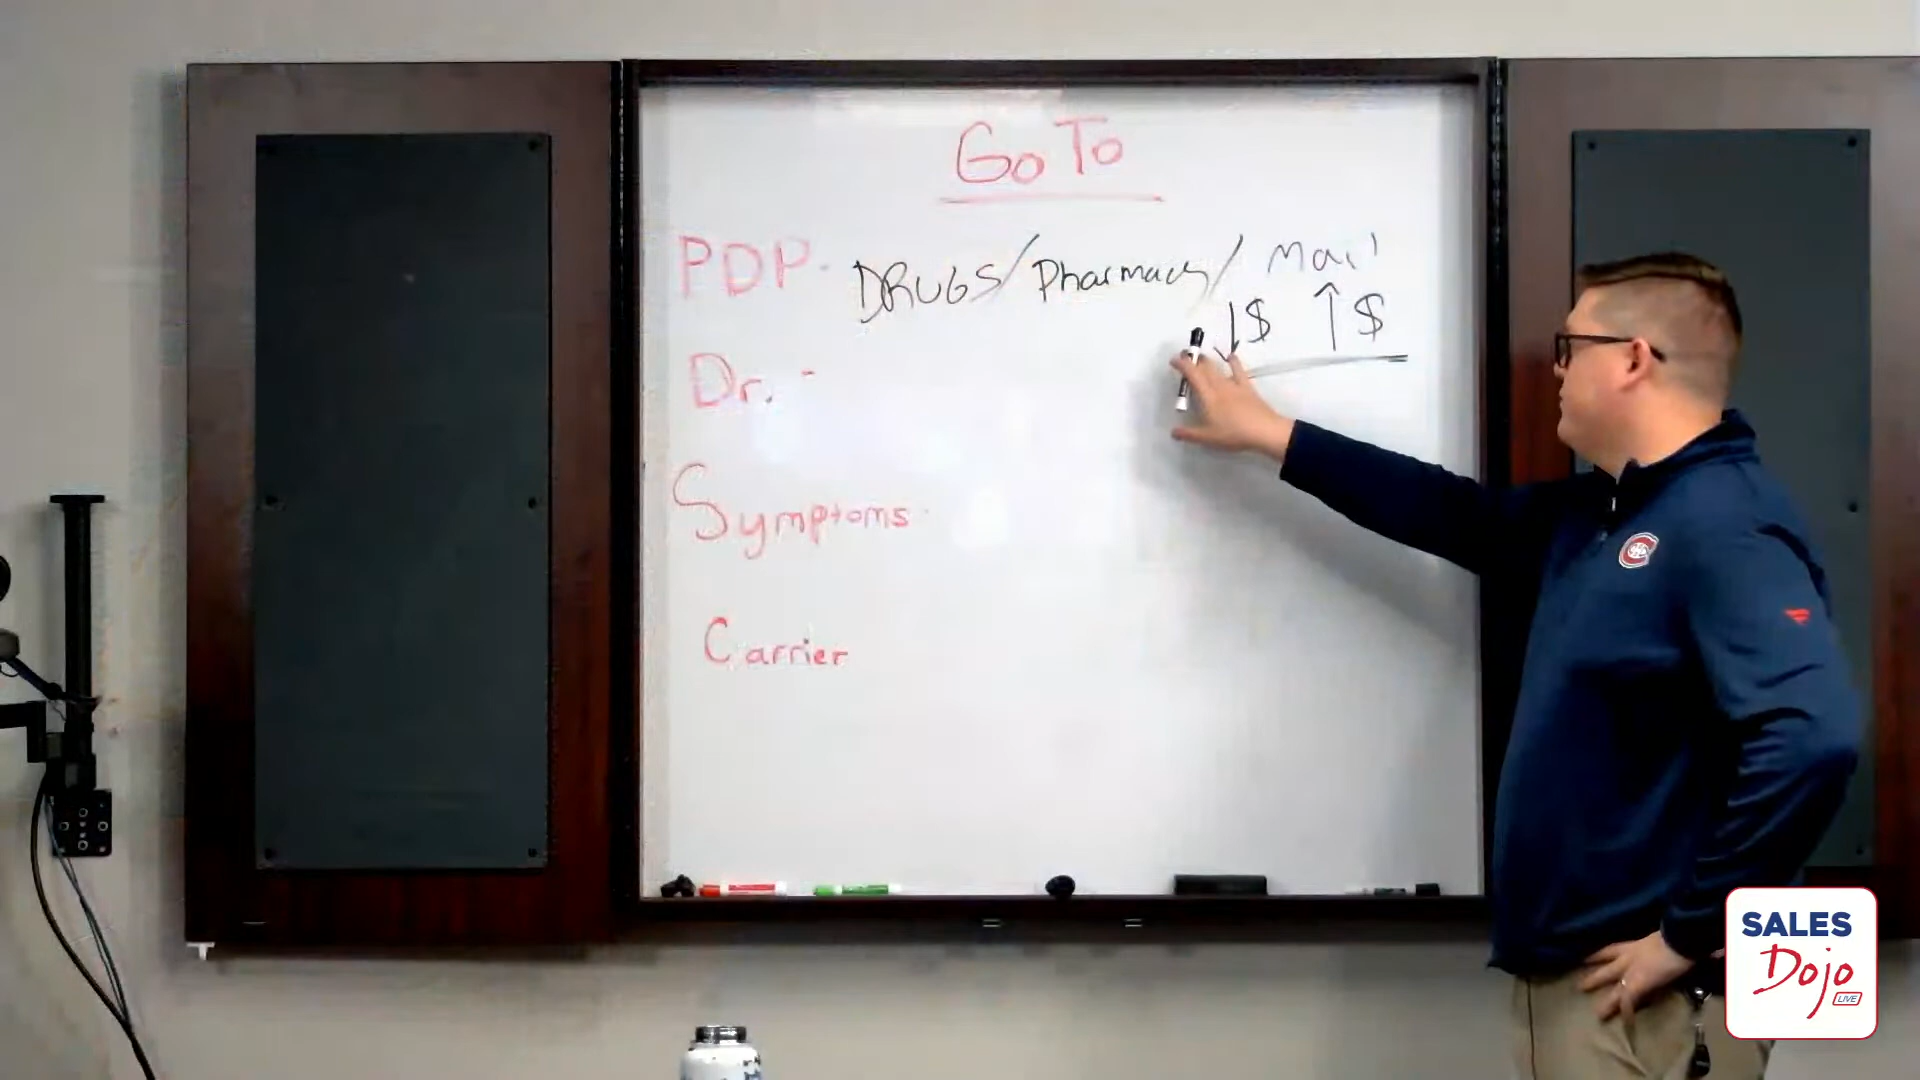 Go To
PDP- DRUGS/Pharmacy/Mail
↓$ ↑$
Dr. -
Symptoms-
Carrier
SALES
Dojo
LIVE